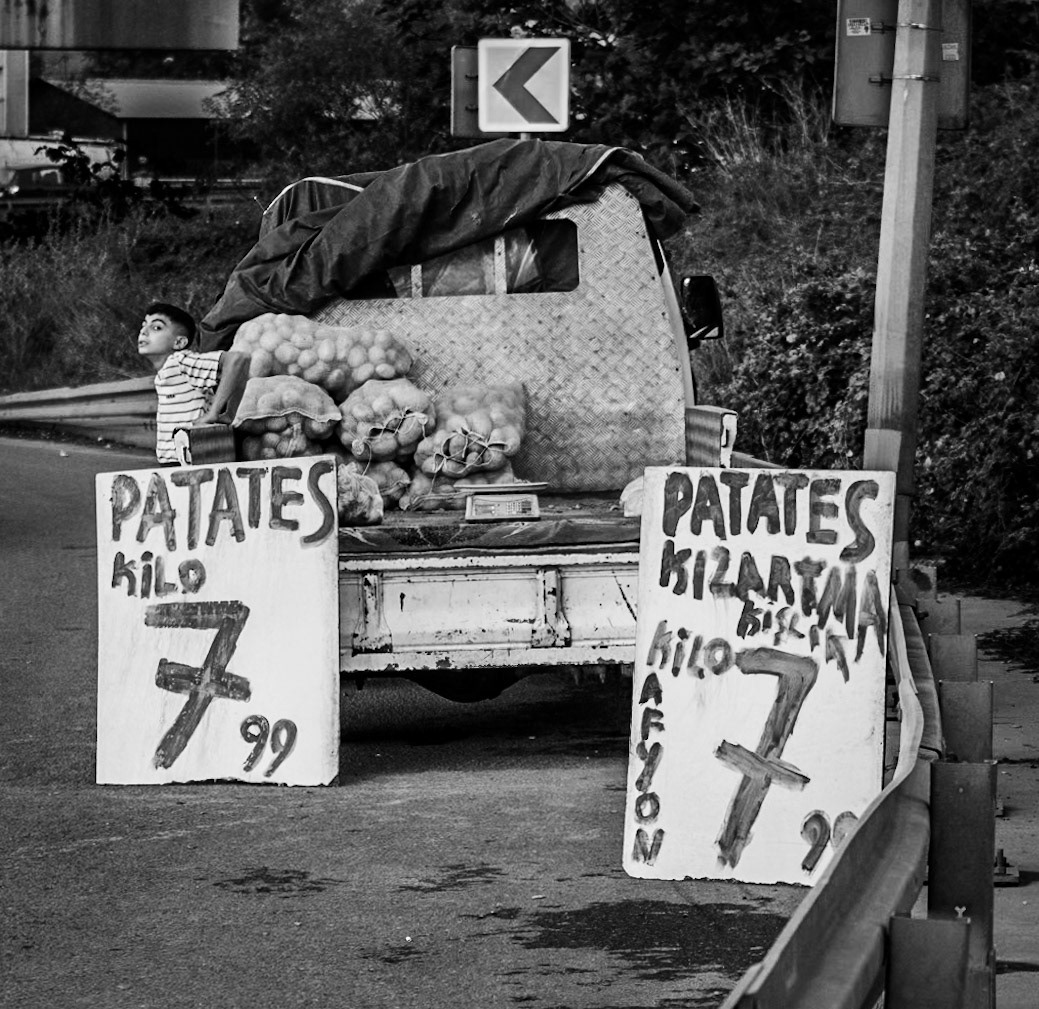 PATATES
KiLO
7
99
PATATES
KIZARTMA
KiLO 7
99
AFYON